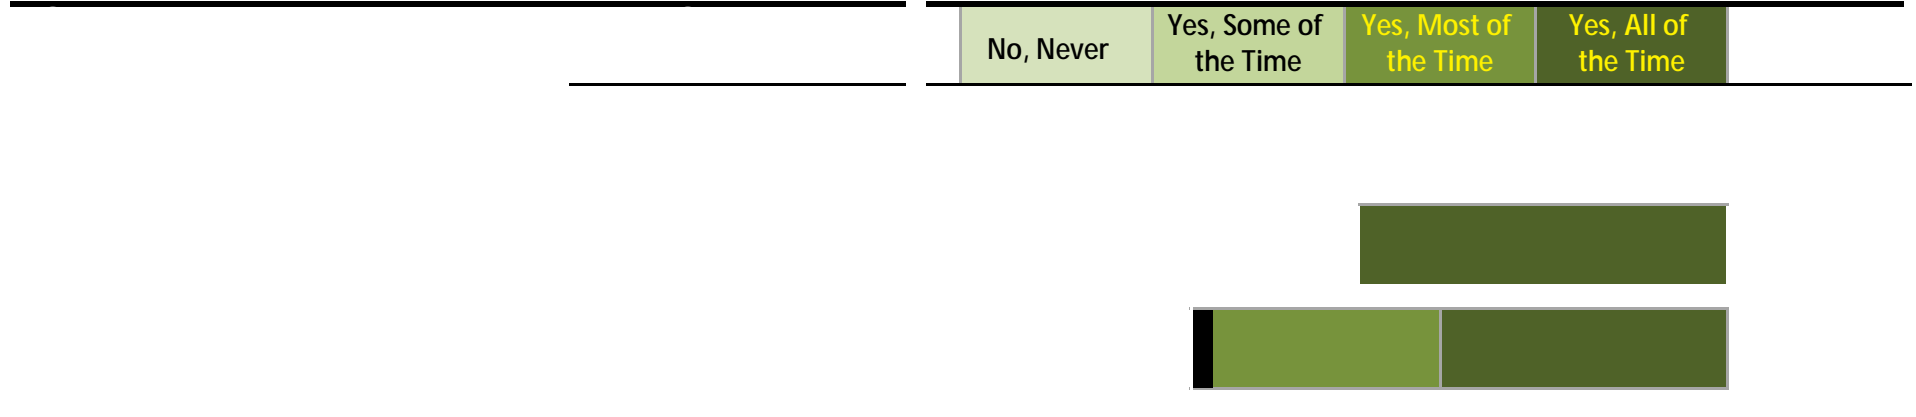 No, Never
Yes, Some of
the Time
Yes, Most of
the Time
Yes, All of
the Time